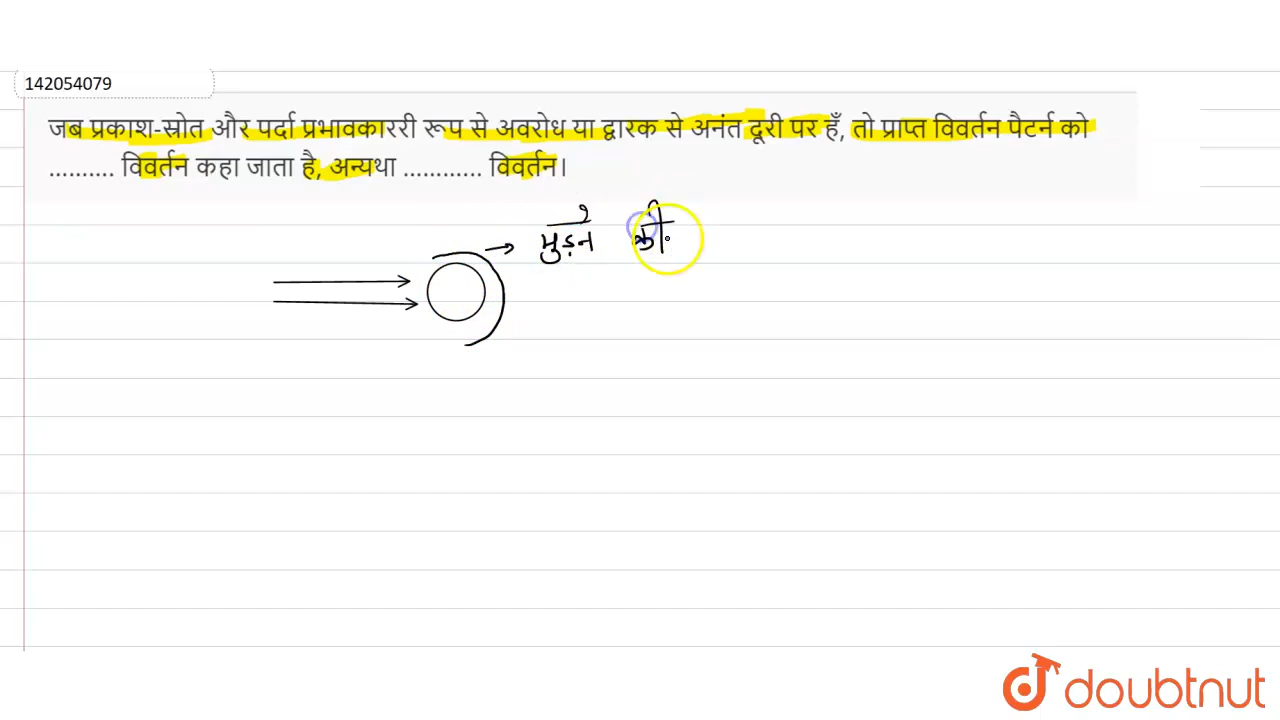 142054079
जब प्रकाश-स्रोत और पर्दा प्रभावकाररी रूप से अवरोध या द्वारक से अनंत दूरी पर हैँ, तो प्राप्त विवर्तन पैटर्न को
.......... विवर्तन कहा जाता है, अन्यथा ............ विवर्तन।
मुड़ने की
doubtnut